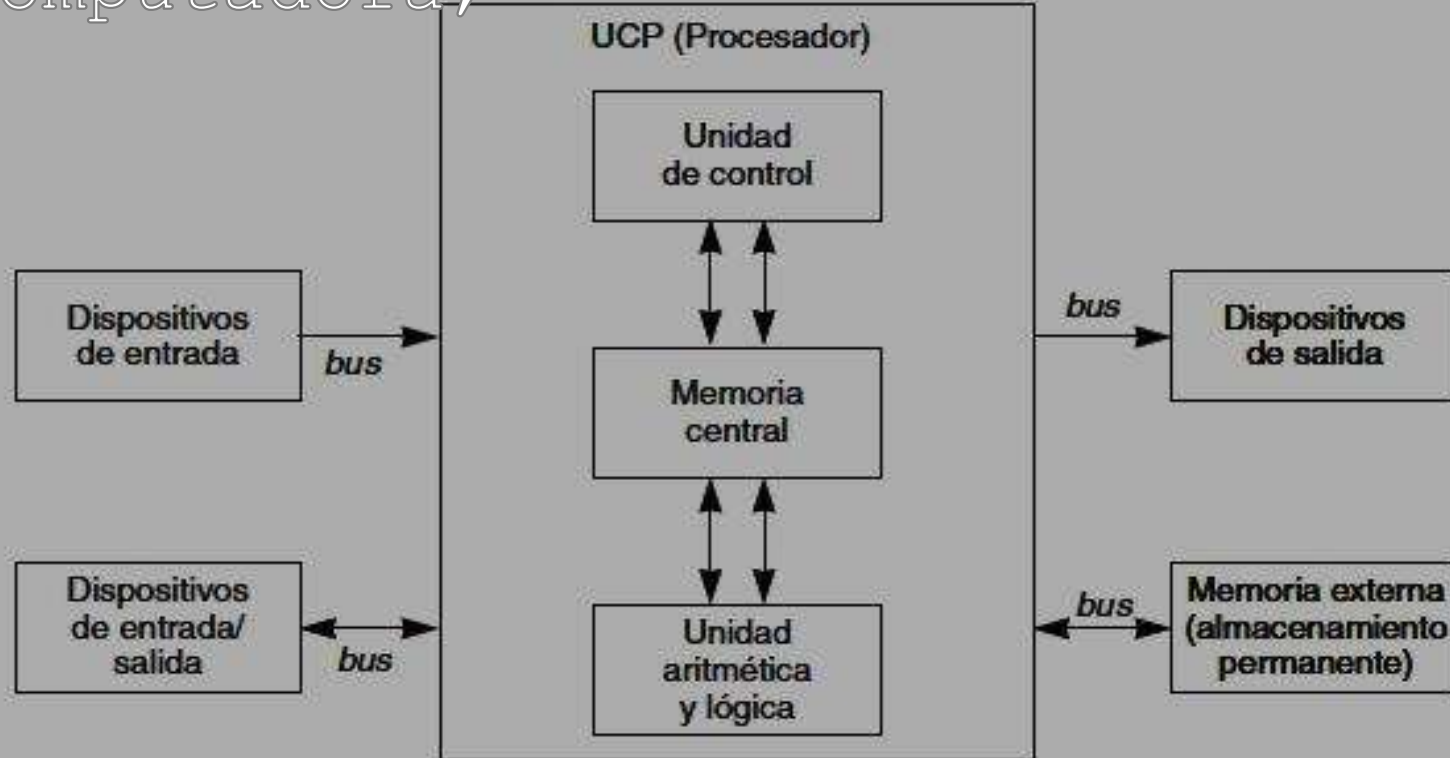 omputadora,
UCP (Procesador)
Unidad
de control
Dispositivos
de entrada
bus
bus
Dispositivos
de salida
Memoria
central
Dispositivos
de entrada/
salida
bus
Unidad
aritmética
y lógica
bus
Memoria externa
(almacenamiento
permanente)